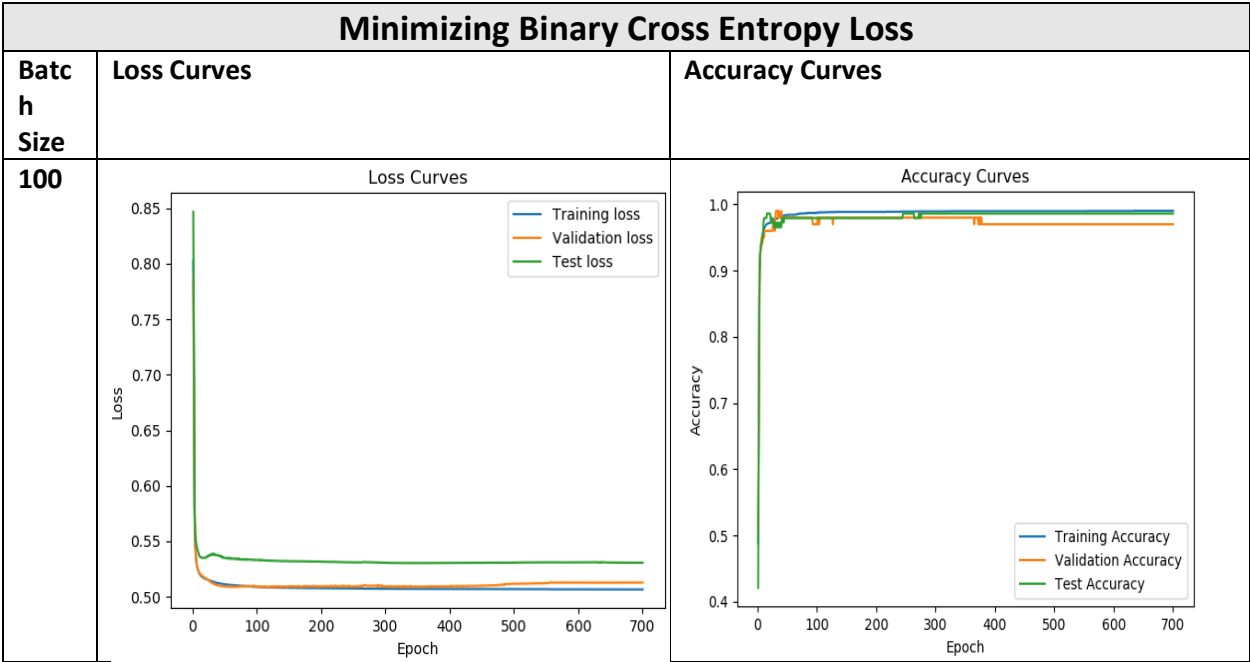 Minimizing Binary Cross Entropy Loss
Batc
h
Size
Loss Curves
Accuracy Curves
100
Loss Curves
0.85
0.80
0.75
0.70
0.65
0.60
0.55
0.50
Loss
Training loss
Validation loss
Test loss
0 100 200 300 400 500 600 700
Epoch
Accuracy Curves
1.0
0.9
0.8
0.7
0.6
0.5
0.4
Accuracy
Training Accuracy
Validation Accuracy
Test Accuracy
0 100 200 300 400 500 600 700
Epoch